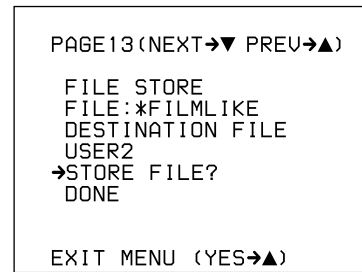 PAGE13(NEXT➔▼ PREV➔▲)
FILE STORE
FILE:*FILMLIKE
DESTINATION FILE
USER2
➔STORE FILE?
DONE
EXIT MENU (YES➔▲)